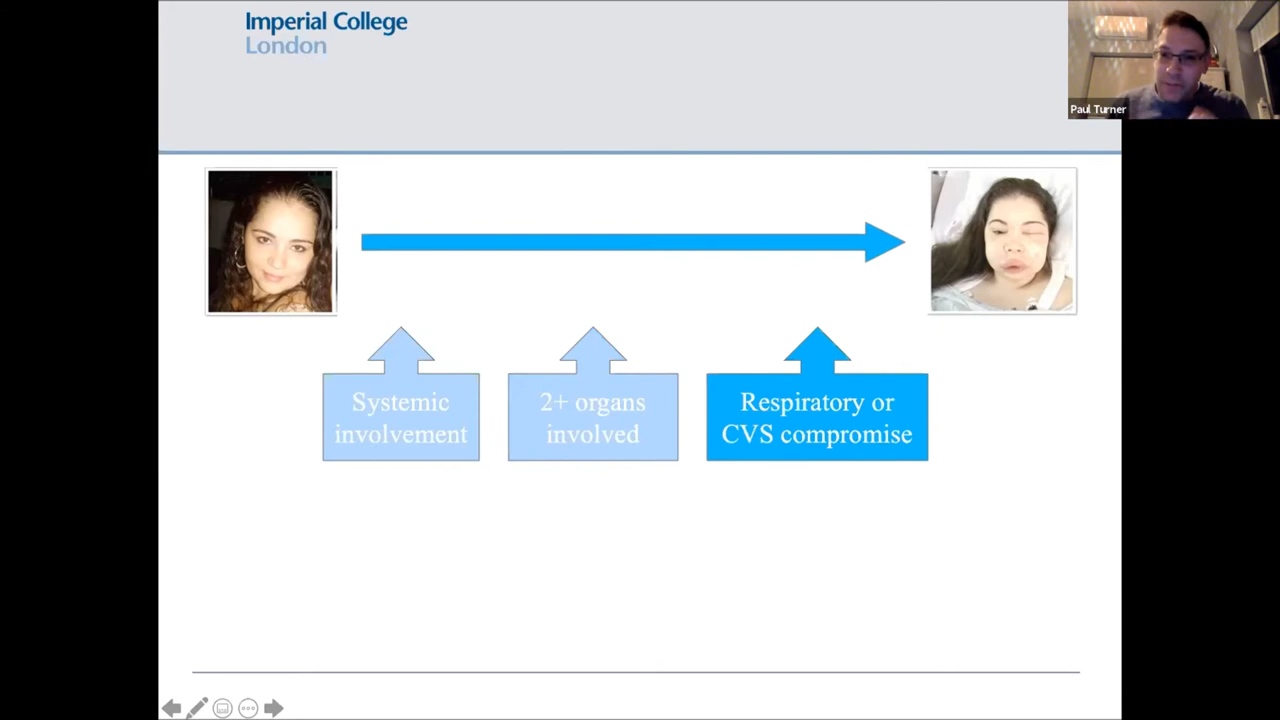 Imperial College
London
Paul Turner
Systemic
involvement
2+ organs
involved
Respiratory or
CVS compromise